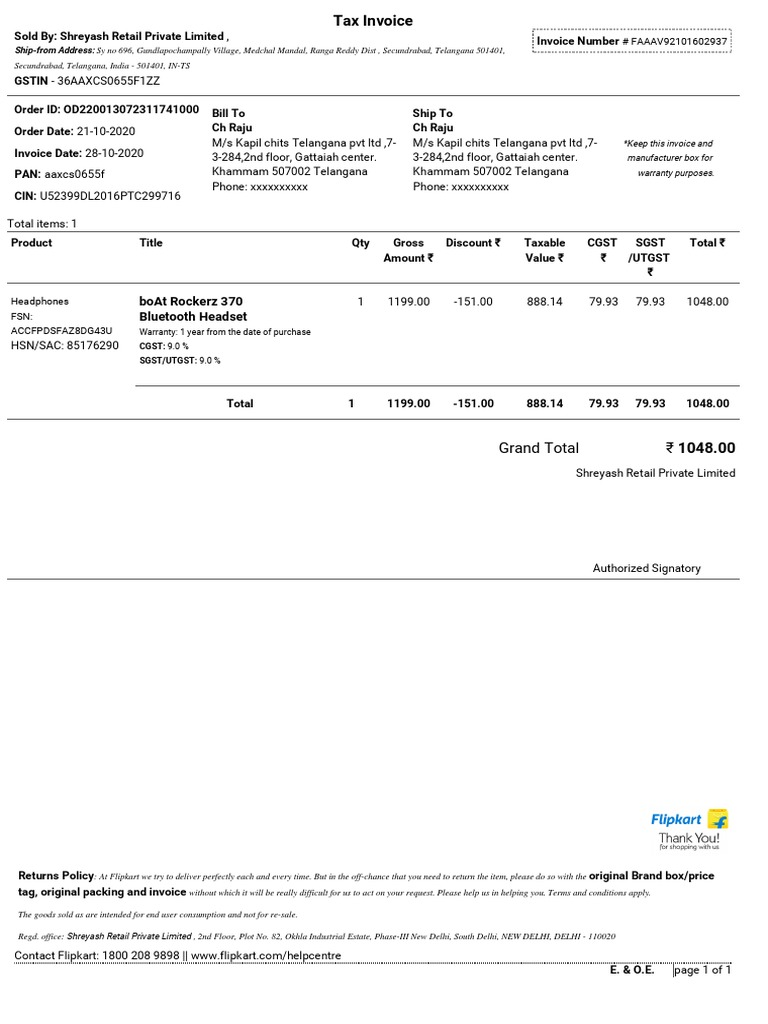 Tax Invoice
Sold By: Shreyash Retail Private Limited ,
Ship-from Address: Sy no 696, Gundlapochampally Village, Medchal Mandal, Ranga Reddy Dist , Secundrabad, Telangana 501401,
Secundrabad, Telangana, India - 501401, IN-TS
GSTIN - 36AAXCS0655F1ZZ
Invoice Number # FAAAV92101602937
Order ID: OD220013072311741000
Order Date: 21-10-2020
Invoice Date: 28-10-2020
PAN: aaxcs0655f
CIN: U52399DL2016PTC299716
Bill To
Ch Raju
M/s Kapil chits Telangana pvt ltd ,7-
3-284,2nd floor, Gattaiah center.
Khammam 507002 Telangana
Phone: xxxxxxxxxx
Ship To
Ch Raju
M/s Kapil chits Telangana pvt ltd ,7-
3-284,2nd floor, Gattaiah center.
Khammam 507002 Telangana
Phone: xxxxxxxxxx
*Keep this invoice and
manufacturer box for
warranty purposes.
Total items: 1
Product Title Qty Gross Amount ₹ Discount ₹ Taxable Value ₹ CGST ₹ SGST /UTGST ₹ Total ₹
Headphones
FSN:
ACCFPDSFAZ8DG43U
HSN/SAC: 85176290
boAt Rockerz 370
Bluetooth Headset
Warranty: 1 year from the date of purchase
CGST: 9.0 %
SGST/UTGST: 9.0 %
1 1199.00 -151.00 888.14 79.93 79.93 1048.00
Total 1 1199.00 -151.00 888.14 79.93 79.93 1048.00
Grand Total ₹ 1048.00
Shreyash Retail Private Limited
Authorized Signatory
Flipkart
Thank You!
for shopping with us
Returns Policy: At Flipkart we try to deliver perfectly each and every time. But in the off-chance that you need to return the item, please do so with the original Brand box/price
tag, original packing and invoice without which it will be really difficult for us to act on your request. Please help us in helping you. Terms and conditions apply.
The goods sold as are intended for end user consumption and not for re-sale.
Regd. office: Shreyash Retail Private Limited , 2nd Floor, Plot No. 82, Okhla Industrial Estate, Phase-III New Delhi, South Delhi, NEW DELHI, DELHI - 110020
Contact Flipkart: 1800 208 9898 || www.flipkart.com/helpcentre
E. & O.E. page 1 of 1